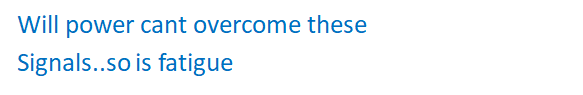 Will power cant overcome these
Signals..so is fatigue